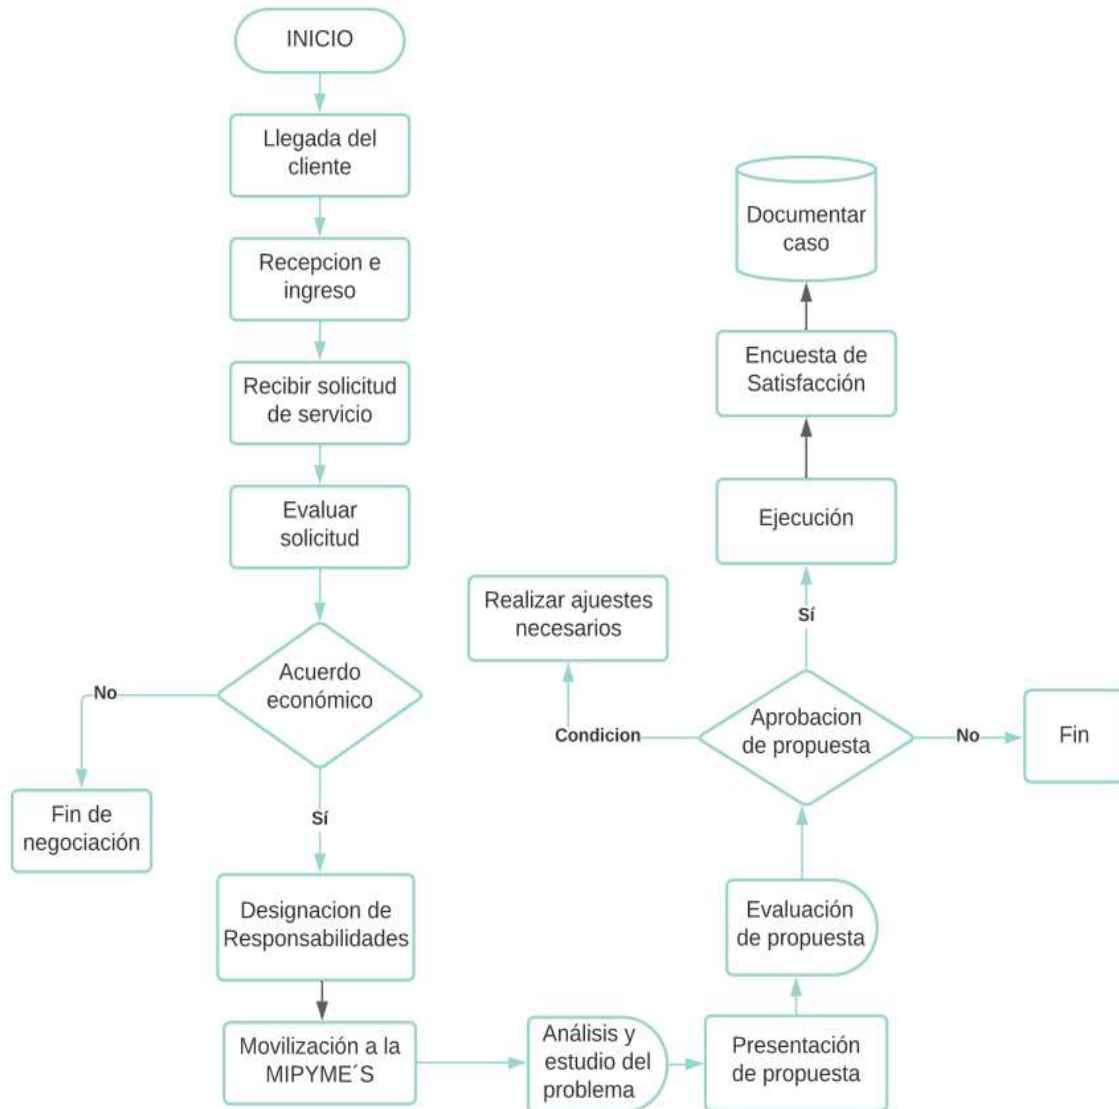 INICIO
Llegada del
cliente
Recepcion e
ingreso
Recibir solicitud
de servicio
Evaluar
solicitud
Acuerdo
económico
No
Fin de
negociación
Sí
Designacion de
Responsabilidades
Movilización a la
MIPYME´S
Análisis y
estudio del
problema
Presentación
de propuesta
Evaluación
de propuesta
Aprobacion
de propuesta
Condicion
Realizar ajuestes
necesarios
No
Fin
Sí
Ejecución
Encuesta de
Satisfacción
Documentar
caso